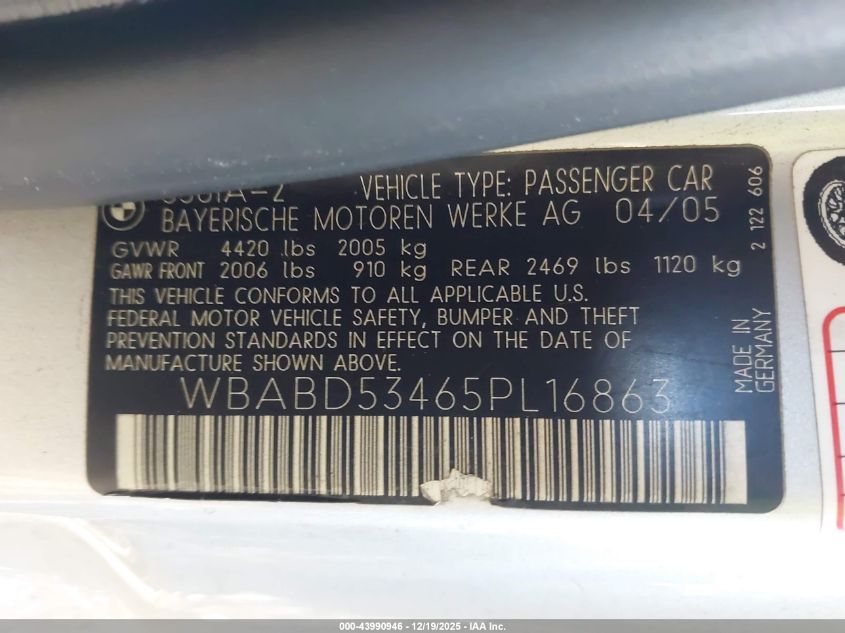 VEHICLE TYPE: PASSENGER CAR
BAYERISCHE MOTOREN WERKE AG 04/05
GVWR 4420 lbs 2005 kg
GAWR FRONT 2006 lbs 910 kg REAR 2469 lbs 1120 kg
THIS VEHICLE CONFORMS TO ALL APPLICABLE U.S.
FEDERAL MOTOR VEHICLE SAFETY, BUMPER AND THEFT
PREVENTION STANDARDS IN EFFECT ON THE DATE OF
MANUFACTURE SHOWN ABOVE.
WBABD53465PL16863
2 122 606
MADE IN
GERMANY
000-43990946 - 12/19/2025 - IAA Inc.